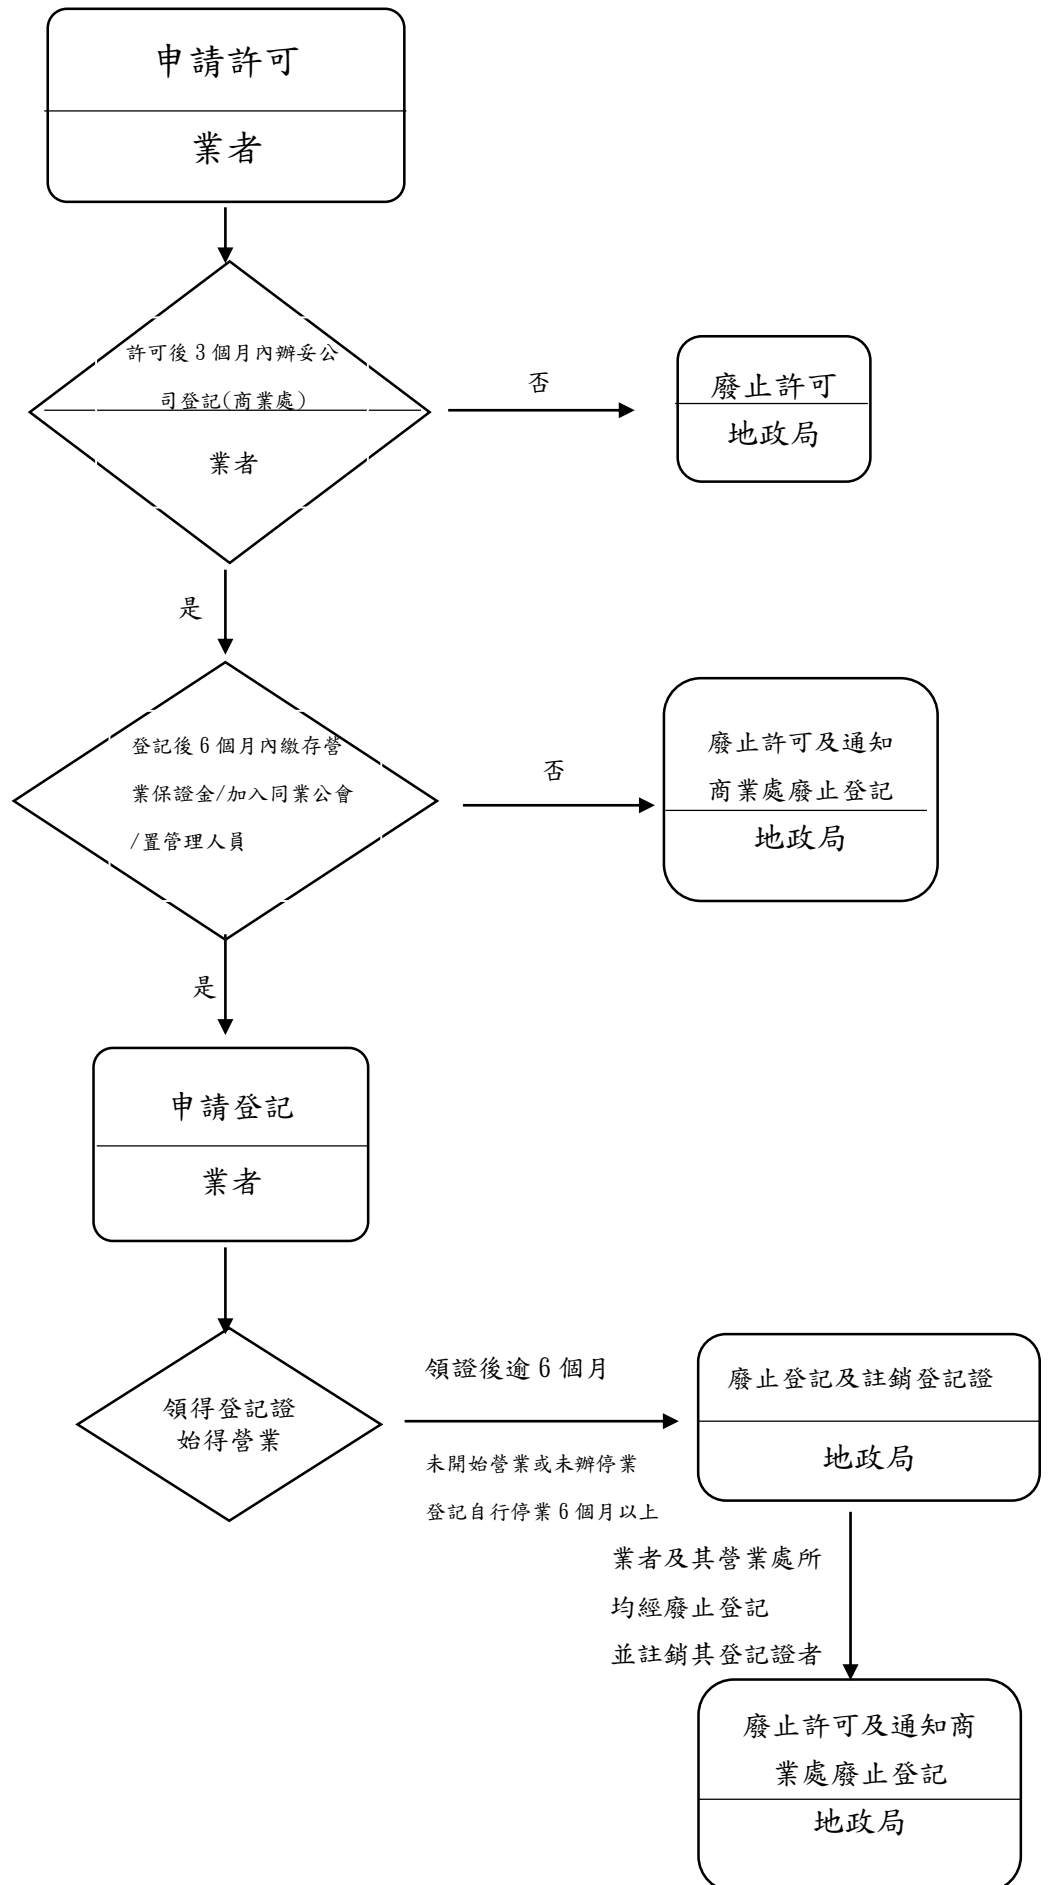 申請許可
業者
許可後 3 個月內辦妥公
司登記(商業處)
業者
否
廢止許可
地政局
是
登記後 6 個月內繳存營
業保證金/加入同業公會
/置管理人員
否
廢止許可及通知
商業處廢止登記
地政局
是
申請登記
業者
領得登記證
始得營業
領證後逾 6 個月
未開始營業或未辦停業
登記自行停業 6 個月以上
廢止登記及註銷登記證
地政局
業者及其營業處所
均經廢止登記
並註銷其登記證者
廢止許可及通知商
業處廢止登記
地政局